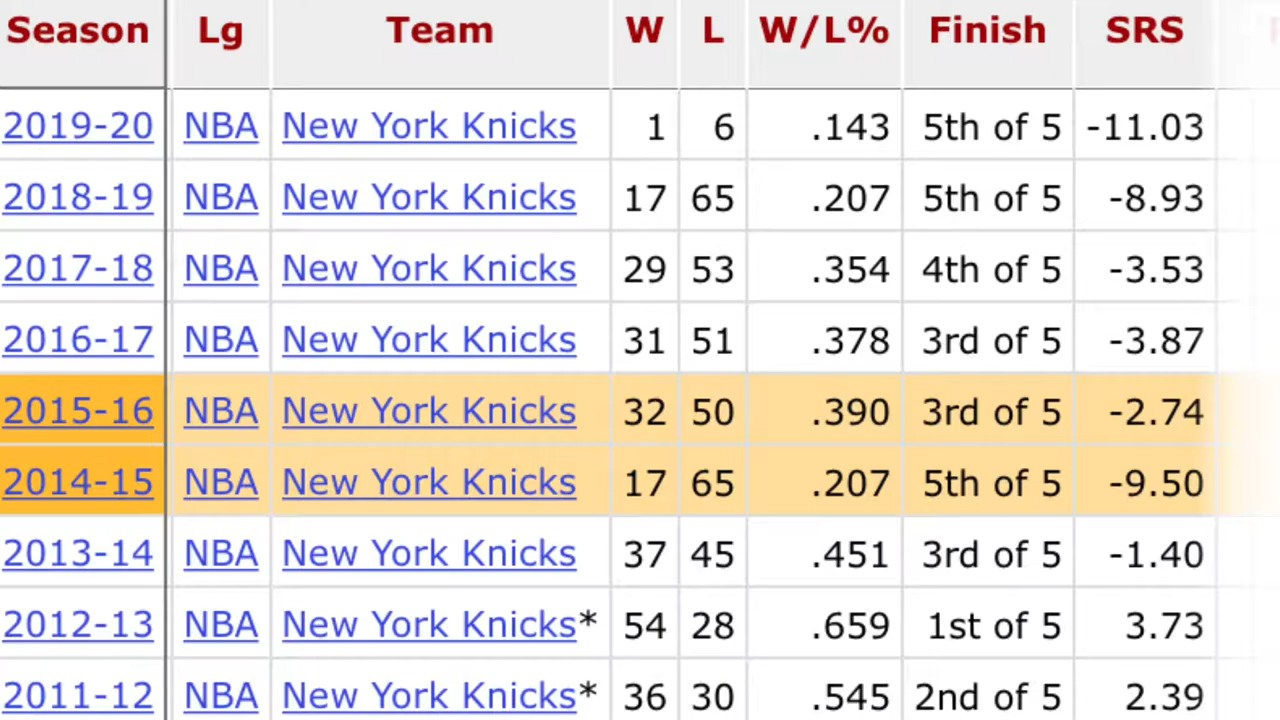 Season Lg Team W L W/L% Finish SRS
2019-20 NBA New York Knicks 1 6 .143 5th of 5 -11.03
2018-19 NBA New York Knicks 17 65 .207 5th of 5 -8.93
2017-18 NBA New York Knicks 29 53 .354 4th of 5 -3.53
2016-17 NBA New York Knicks 31 51 .378 3rd of 5 -3.87
2015-16 NBA New York Knicks 32 50 .390 3rd of 5 -2.74
2014-15 NBA New York Knicks 17 65 .207 5th of 5 -9.50
2013-14 NBA New York Knicks 37 45 .451 3rd of 5 -1.40
2012-13 NBA New York Knicks* 54 28 .659 1st of 5 3.73
2011-12 NBA New York Knicks* 36 30 .545 2nd of 5 2.39